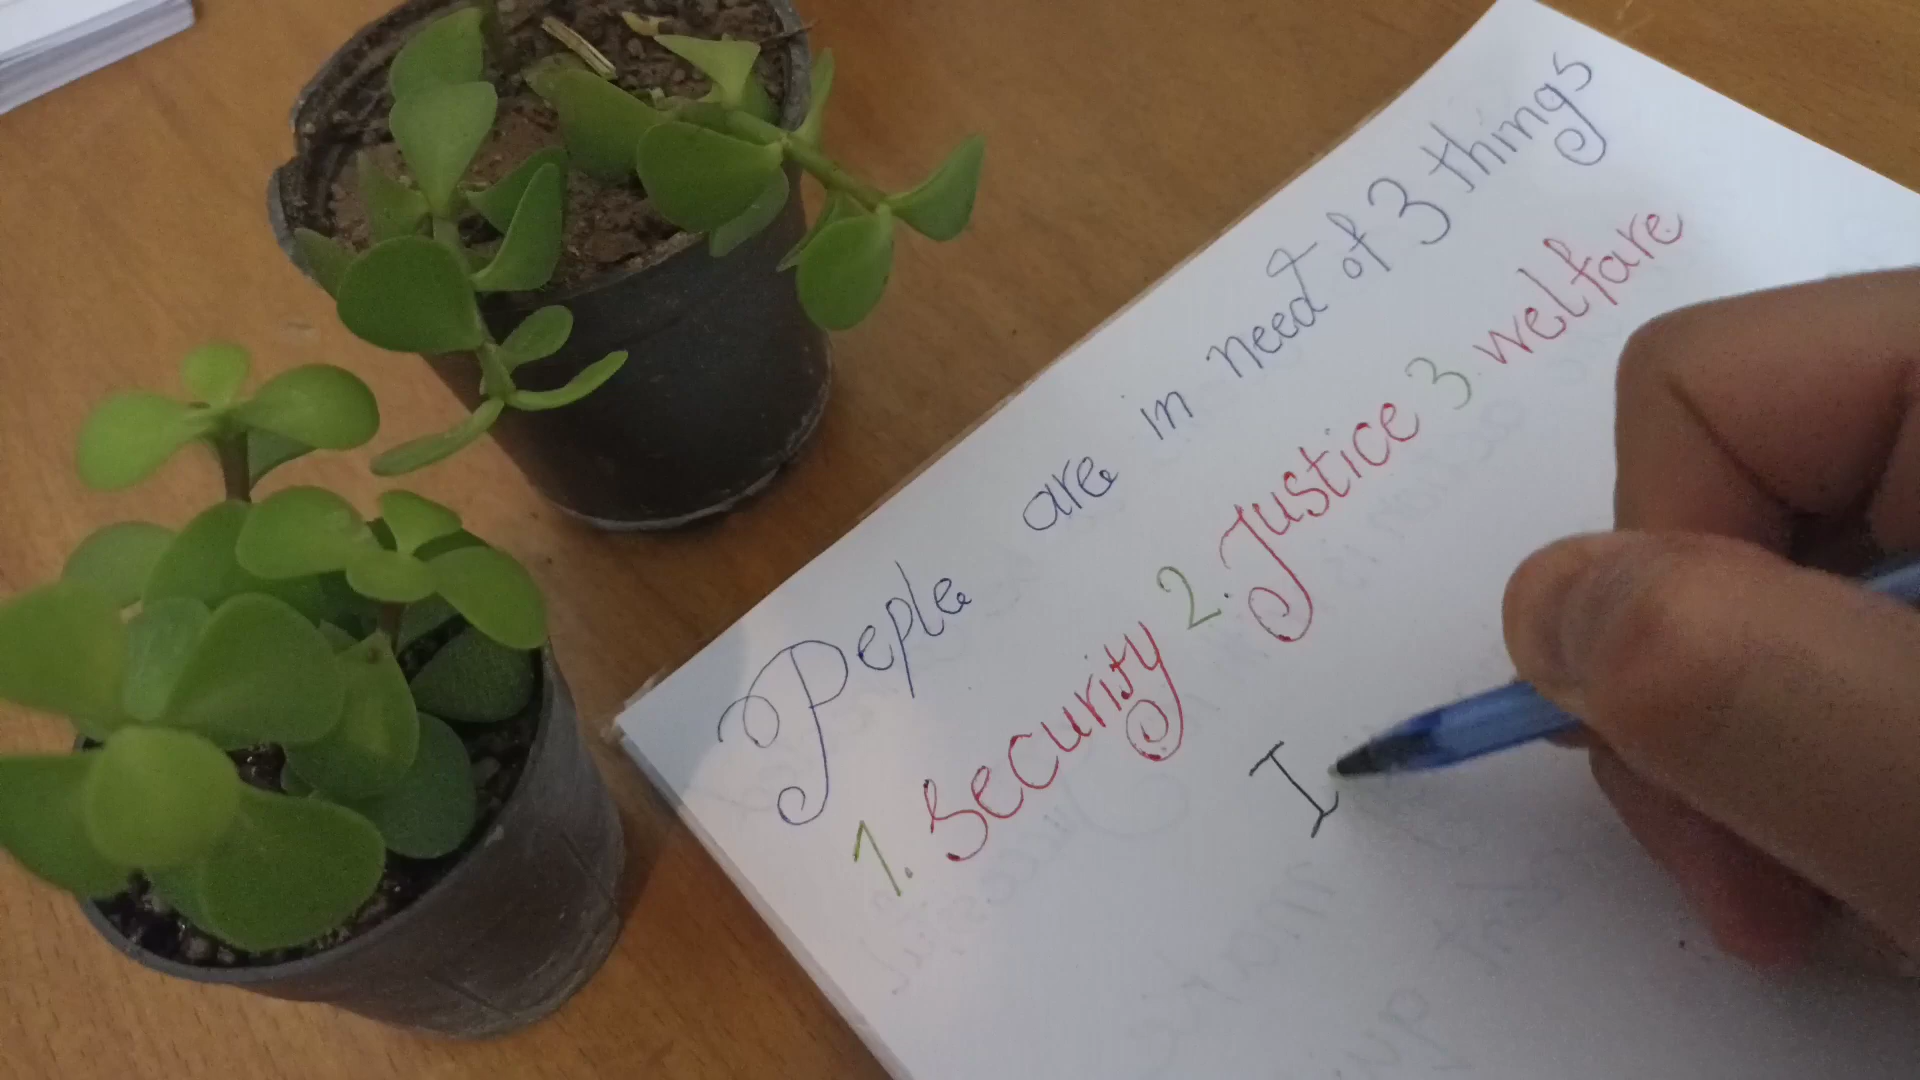 Peple are in need of 3 things
1. Security 2. Justice 3. welfare
I